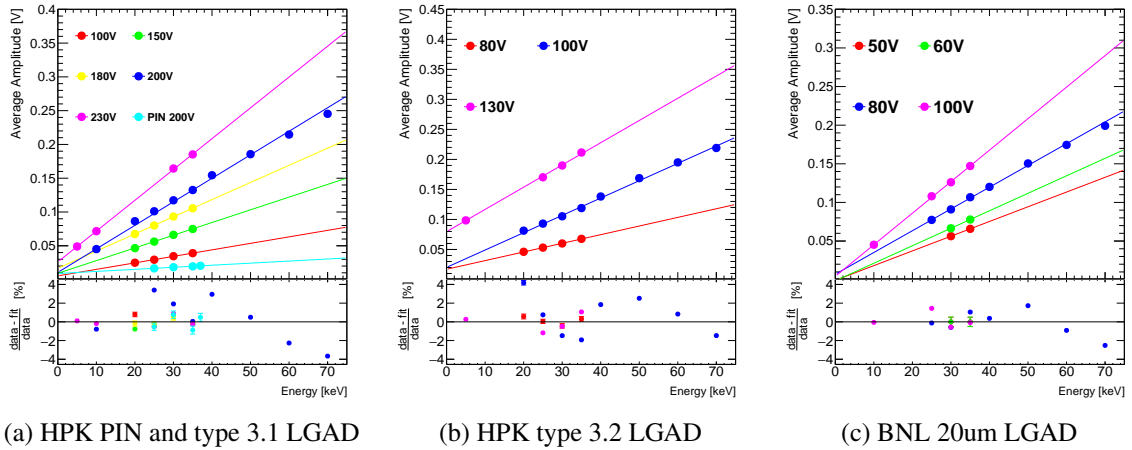 Average Amplitude [V]
0.4
0.35
0.3
0.25
0.2
0.15
0.1
0.05
100V
150V
180V
200V
230V
PIN 200V
data - fit
data
[%]
4
2
0
−2
−4
0 10 20 30 40 50 60 70
Energy [keV]
(a) HPK PIN and type 3.1 LGAD
Average Amplitude [V]
0.45
0.4
0.35
0.3
0.25
0.2
0.15
0.1
0.05
80V
100V
130V
data - fit
data
[%]
4
2
0
−2
−4
0 10 20 30 40 50 60 70
Energy [keV]
(b) HPK type 3.2 LGAD
Average Amplitude [V]
0.35
0.3
0.25
0.2
0.15
0.1
0.05
50V
60V
80V
100V
data - fit
data
[%]
4
2
0
−2
−4
0 10 20 30 40 50 60 70
Energy [keV]
(c) BNL 20um LGAD